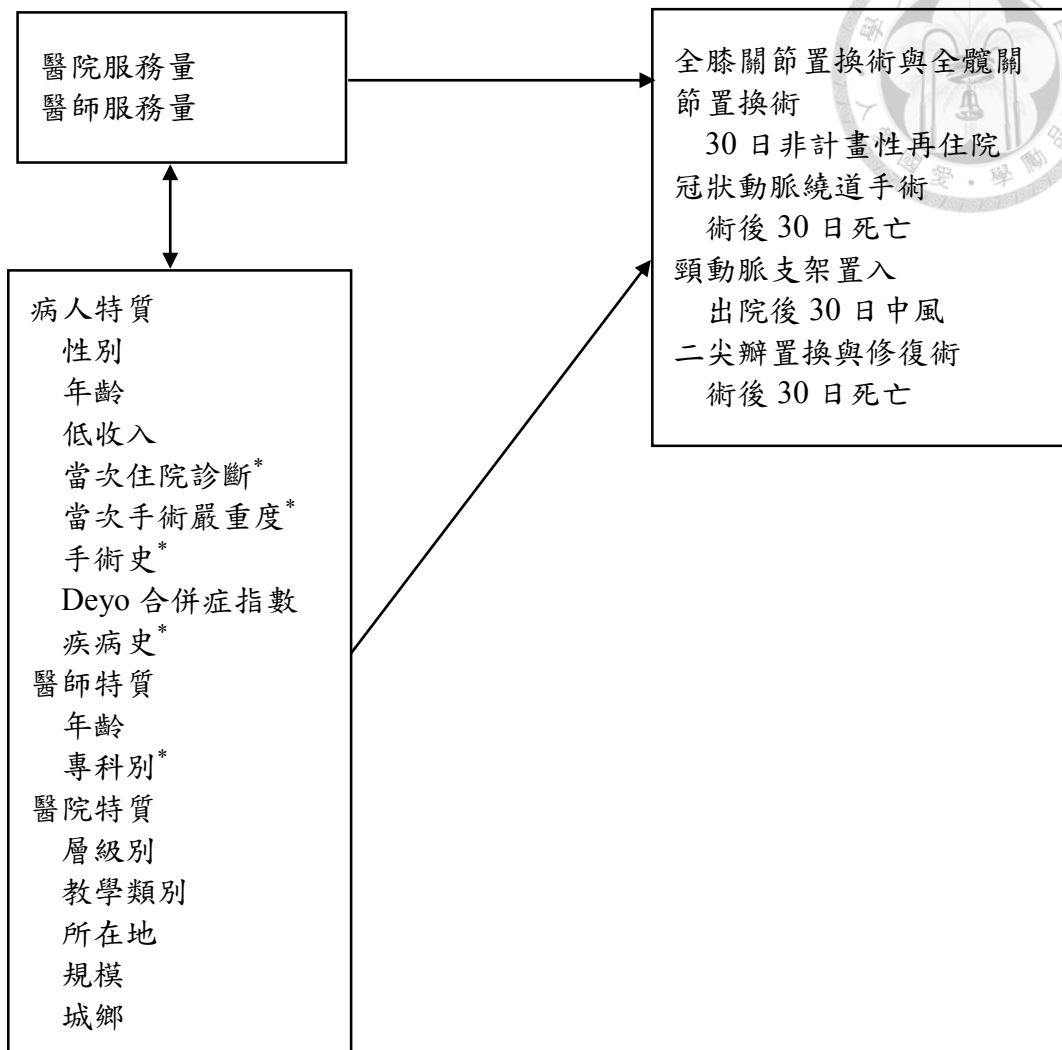 醫院服務量
醫師服務量
全膝關節置換術與全髖關
節置換術
30 日非計畫性再住院
冠狀動脈繞道手術
術後 30 日死亡
頸動脈支架置入
出院後 30 日中風
二尖瓣置換與修復術
術後 30 日死亡
病人特質
性別
年齡
低收入
當次住院診斷*
當次手術嚴重度*
手術史*
Deyo 合併症指數
疾病史*
醫師特質
年齡
專科別*
醫院特質
層級別
教學類別
所在地
規模
城鄉